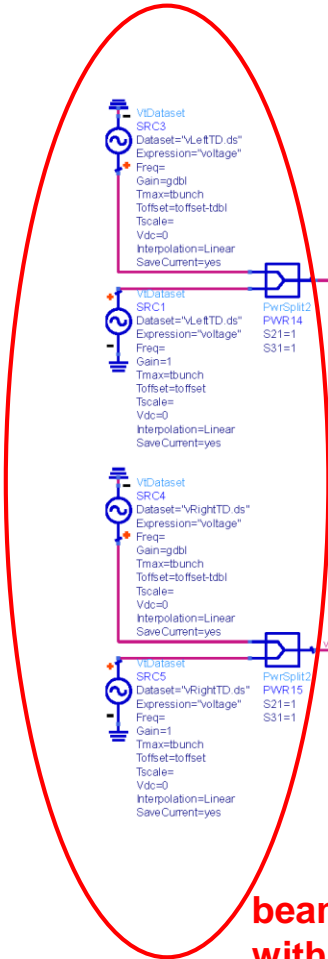 VtDataset
SRC3
Dataset="vLeftTD.ds"
Expression="voltage"
Freq=
Gain=gdbl
Tmax=tbunch
Toffset=toffset-tdbl
Tscale=
Vdc=0
Interpolation=Linear
SaveCurrent=yes
VtDataset
SRC1
Dataset="vLeftTD.ds"
Expression="voltage"
Freq=
Gain=1
Tmax=tbunch
Toffset=toffset
Tscale=
Vdc=0
Interpolation=Linear
SaveCurrent=yes
PwrSplit2
PWR14
S21=1
S31=1
VtDataset
SRC4
Dataset="vRightTD.ds"
Expression="voltage"
Freq=
Gain=gdbl
Tmax=tbunch
Toffset=toffset-tdbl
Tscale=
Vdc=0
Interpolation=Linear
SaveCurrent=yes
VtDataset
SRC5
Dataset="vRightTD.ds"
Expression="voltage"
Freq=
Gain=1
Tmax=tbunch
Toffset=toffset
Tscale=
Vdc=0
Interpolation=Linear
SaveCurrent=yes
PwrSplit2
PWR15
S21=1
S31=1
with